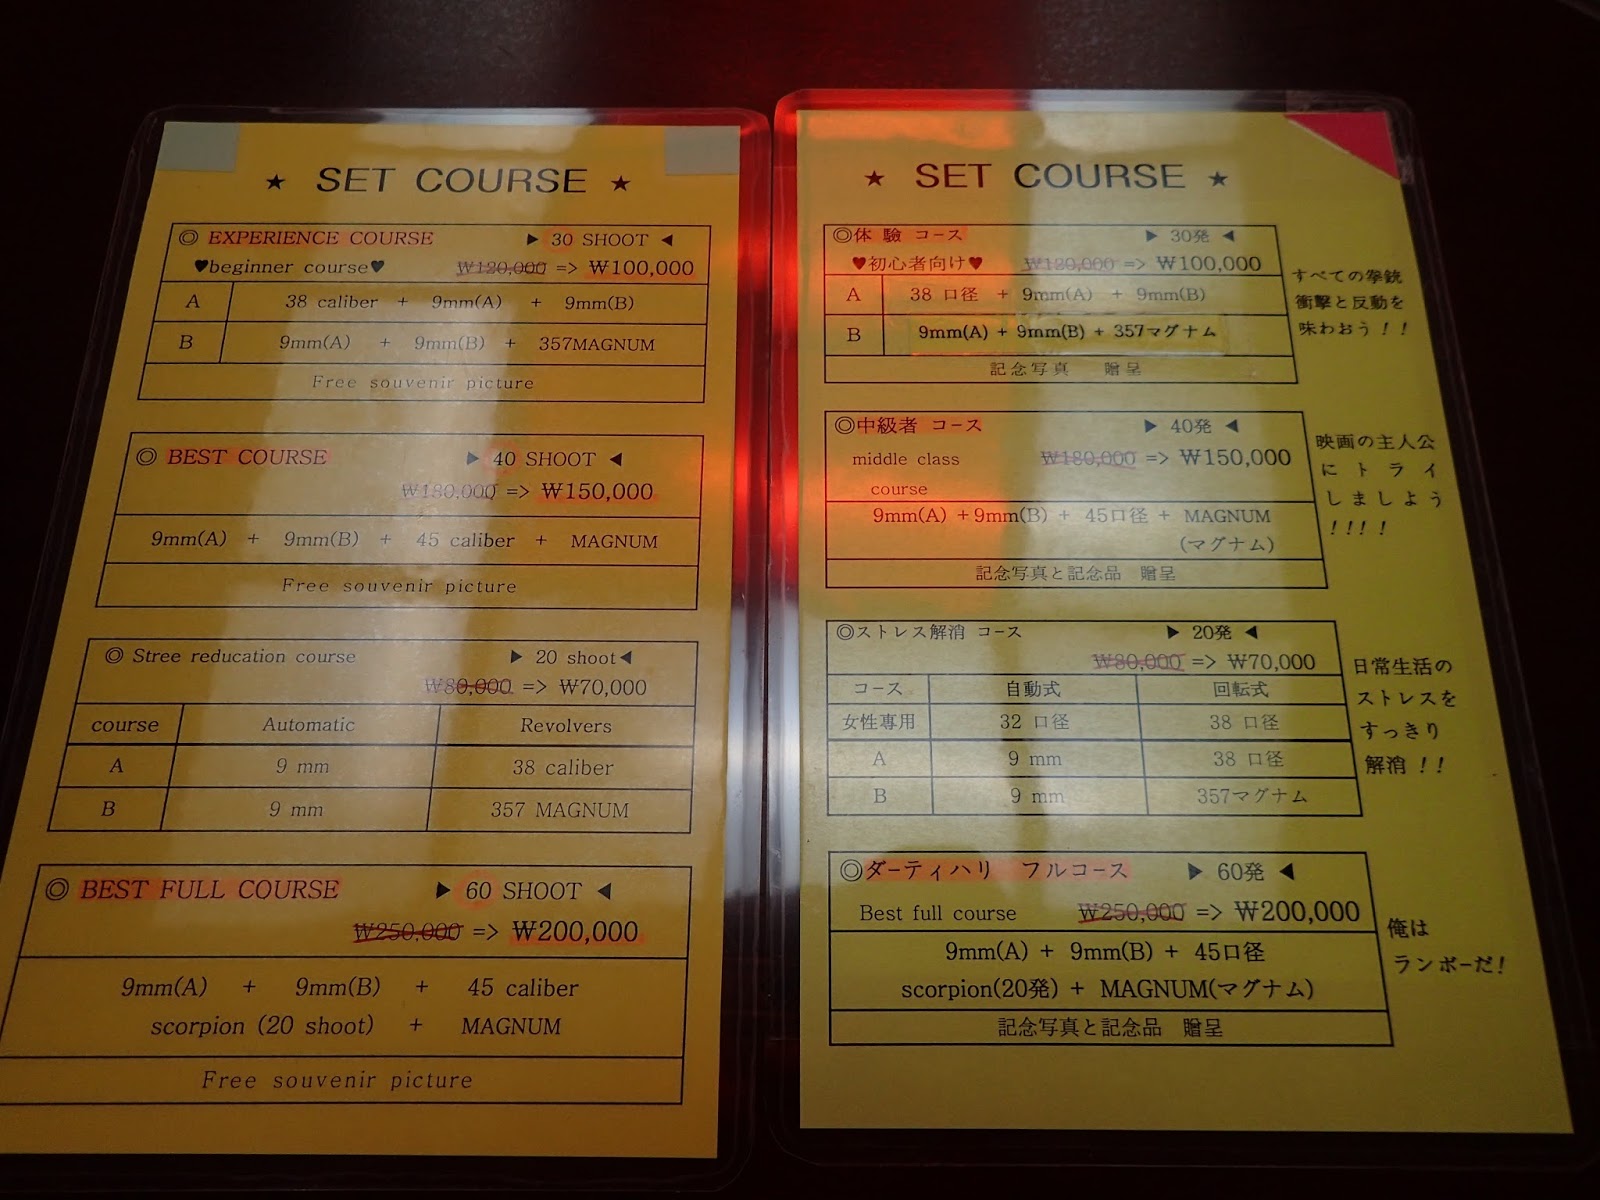 ★ SET COURSE ★
◎ EXPERIENCE COURSE ▶ 30 SHOOT ◀
♥beginner course♥ ₩120,000 => ₩100,000
A 38 caliber + 9mm(A) + 9mm(B)
B 9mm(A) + 9mm(B) + 357MAGNUM
Free souvenir picture
◎ BEST COURSE ▶ 40 SHOOT ◀
₩180,000 => ₩150,000
9mm(A) + 9mm(B) + 45 caliber + MAGNUM
Free souvenir picture
◎ Stree reducation course ▶ 20 shoot◀
₩80,000 => ₩70,000
course Automatic Revolvers
A 9 mm 38 caliber
B 9 mm 357 MAGNUM
◎ BEST FULL COURSE ▶ 60 SHOOT ◀
₩250,000 => ₩200,000
9mm(A) + 9mm(B) + 45 caliber
scorpion (20 shoot) + MAGNUM
Free souvenir picture
★ SET COURSE ★
◎体 験 コース ▶ 30発 ◀
♥初心者向け♥ ₩120,000 => ₩100,000
A 38 口径 + 9mm(A) + 9mm(B)
B 9mm(A) + 9mm(B) + 357マグナム
記念写真 贈呈
すべての拳銃
衝撃と反動を
味わおう!!
◎中級者 コース ▶ 40発 ◀
middle class ₩180,000 => ₩150,000
course
9mm(A) +9mm(B) + 45口径 + MAGNUM
(マグナム)
記念写真と記念品 贈呈
映画の主人公
にトライ
しましよう
!!!!
◎ストレス解消 コース ▶ 20発 ◀
₩80,000 => ₩70,000
コース 自動式 回転式
女性専用 32 口径 38 口径
A 9 mm 38 口径
B 9 mm 357マグナム
日常生活の
ストレスを
すっきり
解消!!
◎ダーティハリ フルコース ▶ 60発 ◀
Best full course ₩250,000 => ₩200,000
9mm(A) + 9mm(B) + 45口径
scorpion(20発) + MAGNUM(マグナム)
記念写真と記念品 贈呈
俺は
ランボーだ!